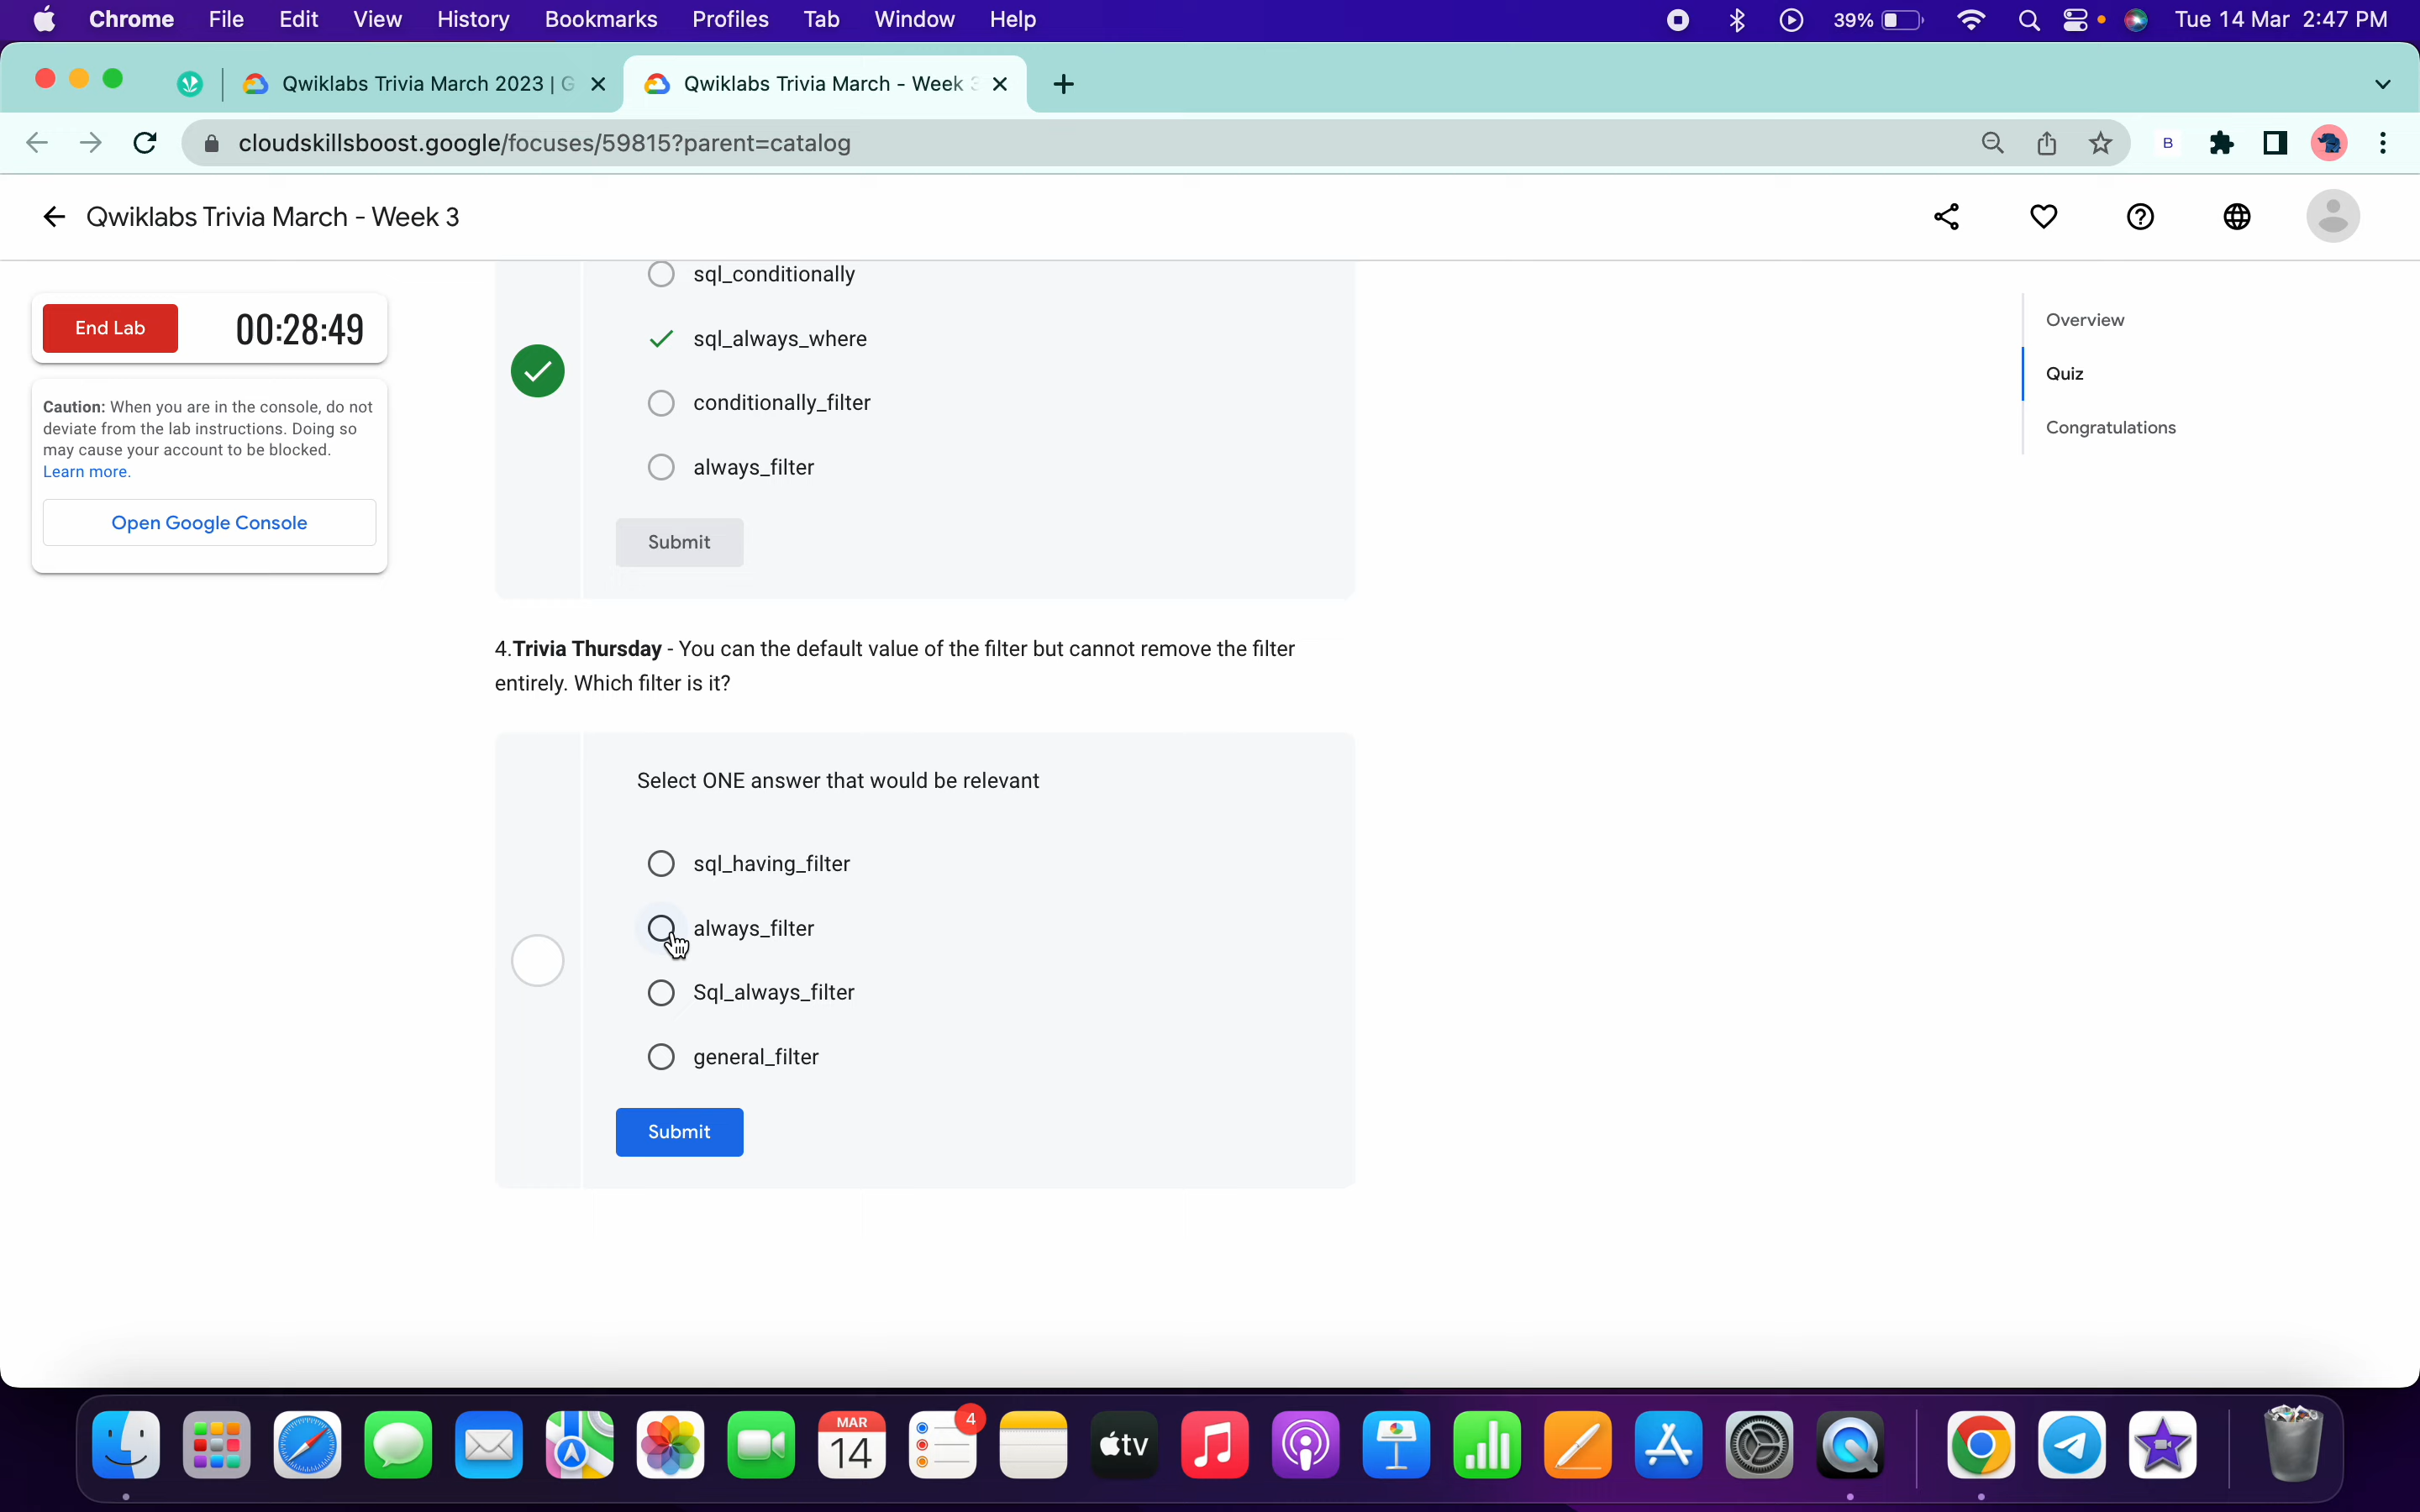 Chrome File Edit View History Bookmarks Profiles Tab Window Help 39% Tue 14 Mar 2:47 PM
Qwiklabs Trivia March 2023 | G Qwiklabs Trivia March - Week 3
cloudskillsboost.google/focuses/59815?parent=catalog B
Qwiklabs Trivia March - Week 3
End Lab 00:28:49
Caution: When you are in the console, do not
deviate from the lab instructions. Doing so
may cause your account to be blocked.
Learn more.
Open Google Console
sql_conditionally
sql_always_where
conditionally_filter
always_filter
Submit
4.Trivia Thursday - You can the default value of the filter but cannot remove the filter
entirely. Which filter is it?
Select ONE answer that would be relevant
sql_having_filter
always_filter
Sql_always_filter
general_filter
Submit
Overview
Quiz
Congratulations
MAR
14
4
tv